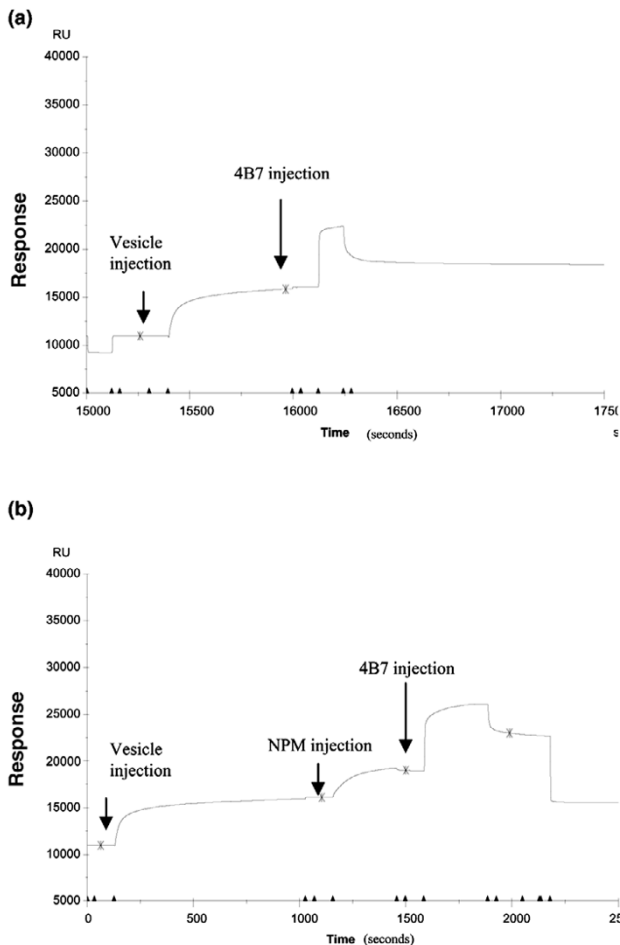 (a)
RU
40000
35000
30000
25000
20000
15000
10000
5000
Response
4B7 injection
Vesicle
injection
15000
15500
16000
16500
17000
1750
Time (seconds)
s
(b)
RU
40000
35000
30000
25000
20000
15000
10000
5000
Response
4B7 injection
Vesicle
injection
NPM injection
0
500
1000
1500
2000
250
Time (seconds)